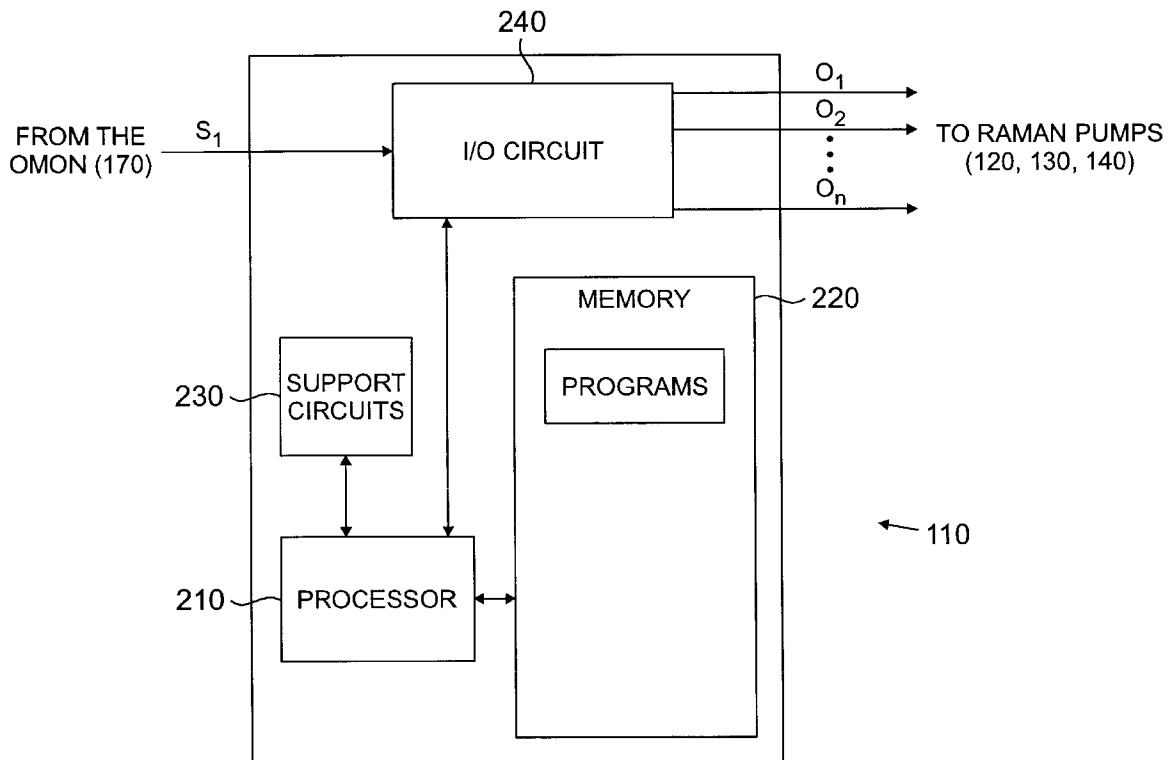 240
FROM THE
OMON (170)
S1
I/O CIRCUIT
O1
O2
On
TO RAMAN PUMPS
(120, 130, 140)
MEMORY
220
PROGRAMS
230
SUPPORT
CIRCUITS
110
210
PROCESSOR